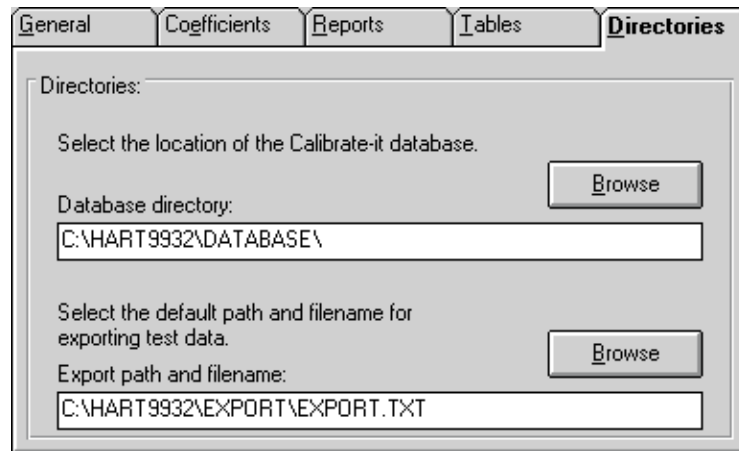 General Coefficients Reports Tables Directories
Directories:
Select the location of the Calibrate-it database.
Browse
Database directory:
C:\HART9932\DATABASE\
Select the default path and filename for
exporting test data.
Browse
Export path and filename:
C:\HART9932\EXPORT\EXPORT.TXT